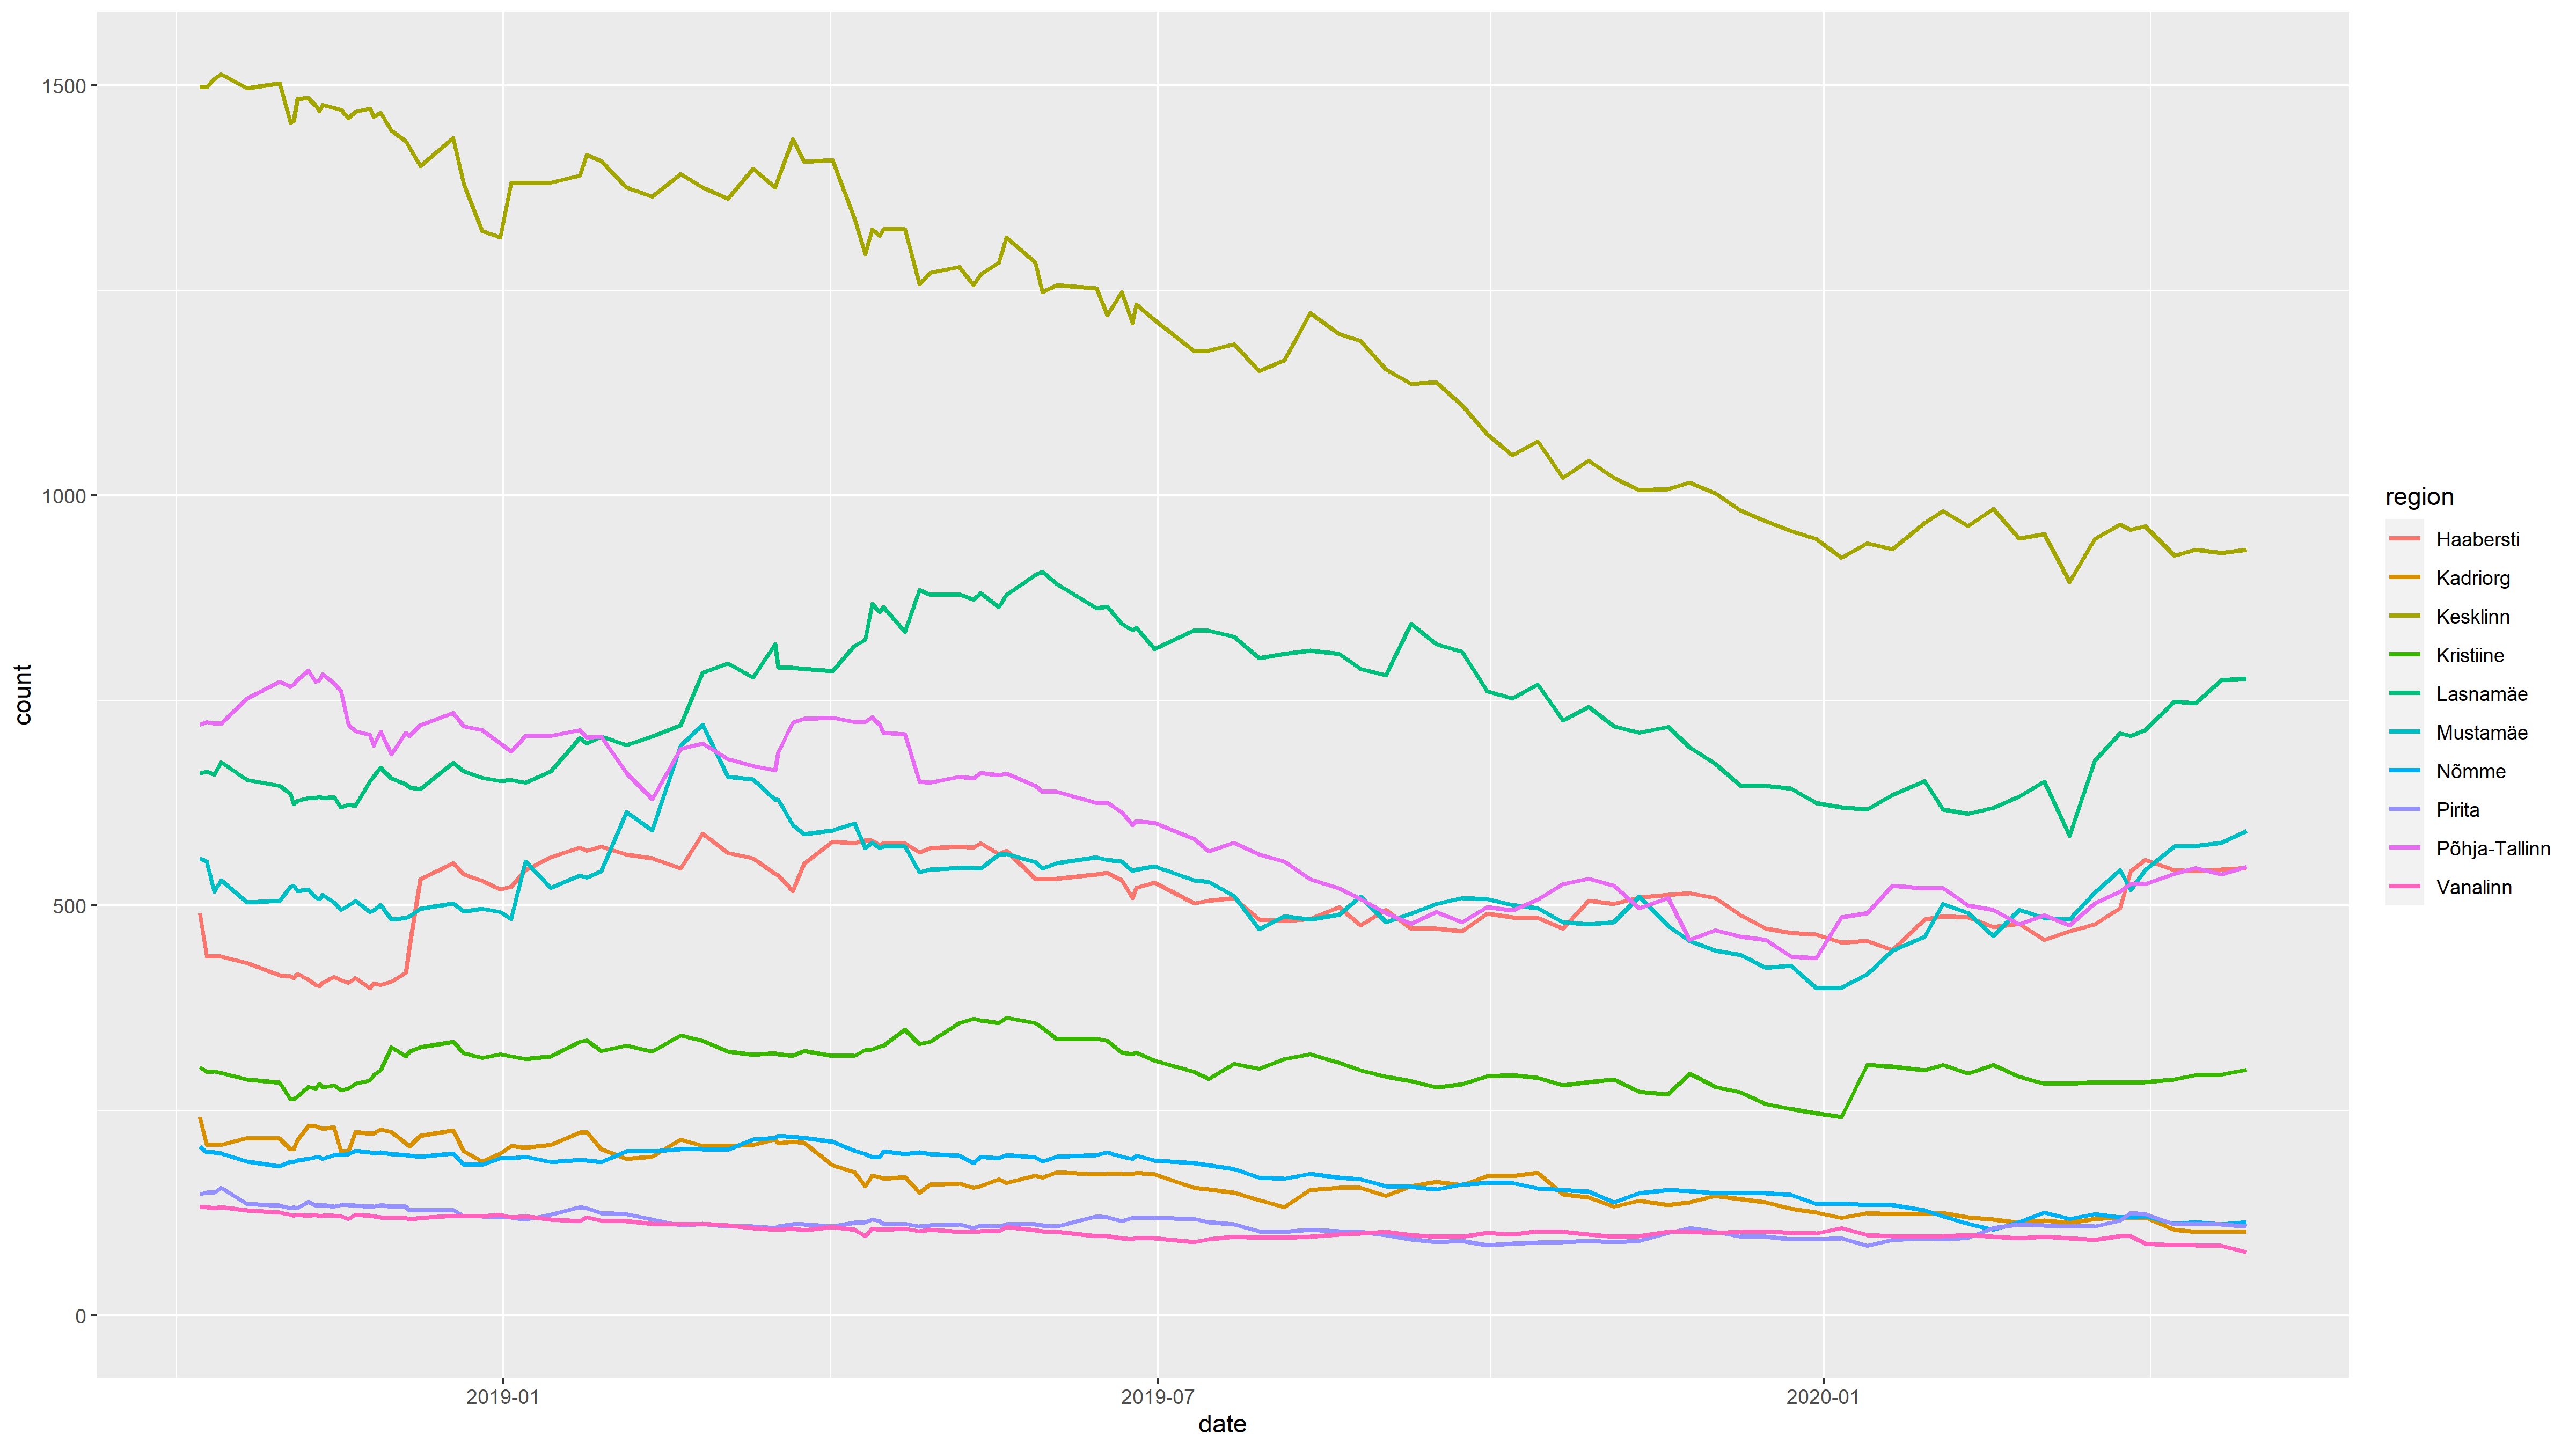 1500
1000
500
0
count
2019-01
2019-07
2020-01
date
region
Haabersti
Kadriorg
Kesklinn
Kristiine
Lasnamäe
Mustamäe
Nõmme
Pirita
Põhja-Tallinn
Vanalinn